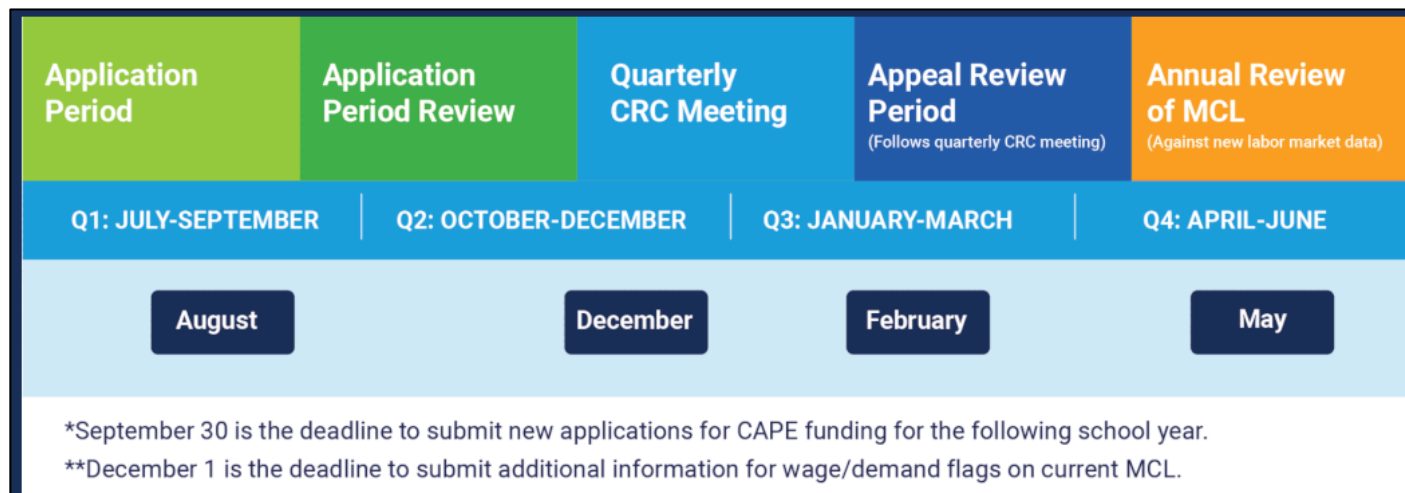 Application
Period
Application
Period Review
Quarterly
CRC Meeting
Appeal Review
Period
(Follows quarterly CRC meeting)
Annual Review
of MCL
(Against new labor market data)
Q1: JULY-SEPTEMBER
Q2: OCTOBER-DECEMBER
Q3: JANUARY-MARCH
Q4: APRIL-JUNE
August
December
February
May
*September 30 is the deadline to submit new applications for CAPE funding for the following school year.
**December 1 is the deadline to submit additional information for wage/demand flags on current MCL.